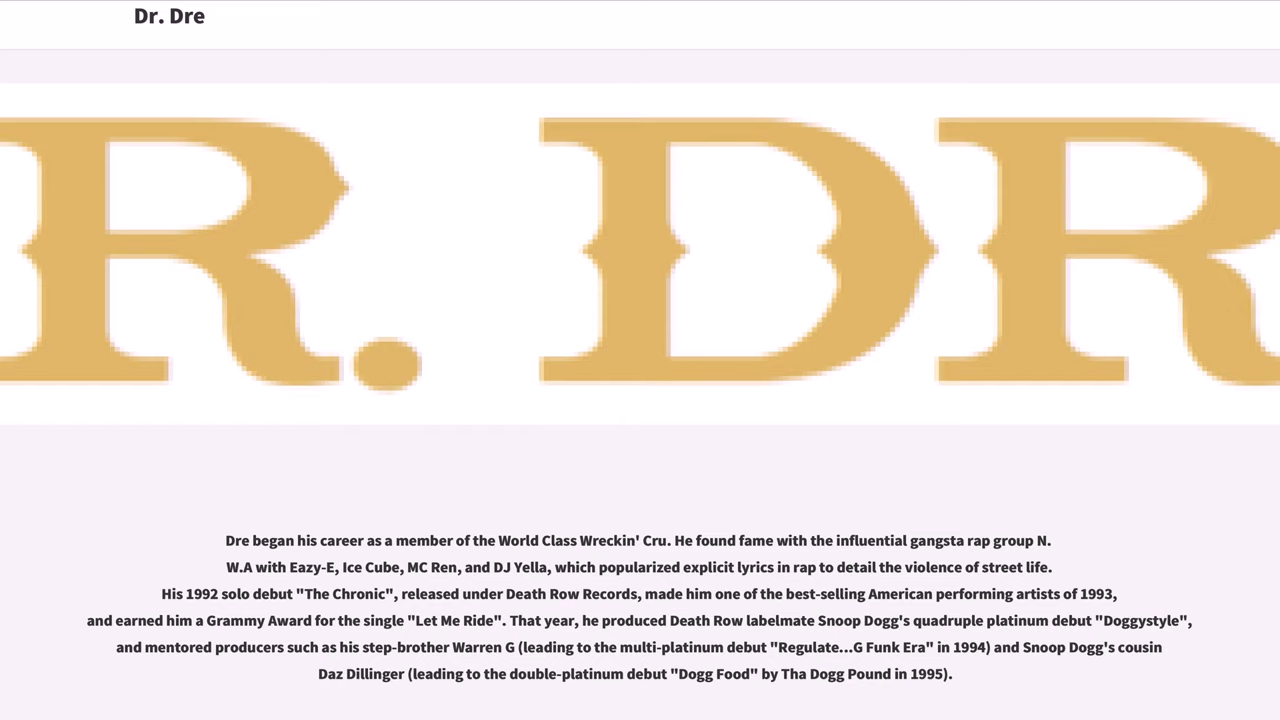 Dr. Dre
R. DR
Dre began his career as a member of the World Class Wreckin' Cru. He found fame with the influential gangsta rap group N.
W.A with Eazy-E, Ice Cube, MC Ren, and DJ Yella, which popularized explicit lyrics in rap to detail the violence of street life.
His 1992 solo debut "The Chronic", released under Death Row Records, made him one of the best-selling American performing artists of 1993,
and earned him a Grammy Award for the single "Let Me Ride". That year, he produced Death Row labelmate Snoop Dogg's quadruple platinum debut "Doggystyle",
and mentored producers such as his step-brother Warren G (leading to the multi-platinum debut "Regulate...G Funk Era" in 1994) and Snoop Dogg's cousin
Daz Dillinger (leading to the double-platinum debut "Dogg Food" by Tha Dogg Pound in 1995).